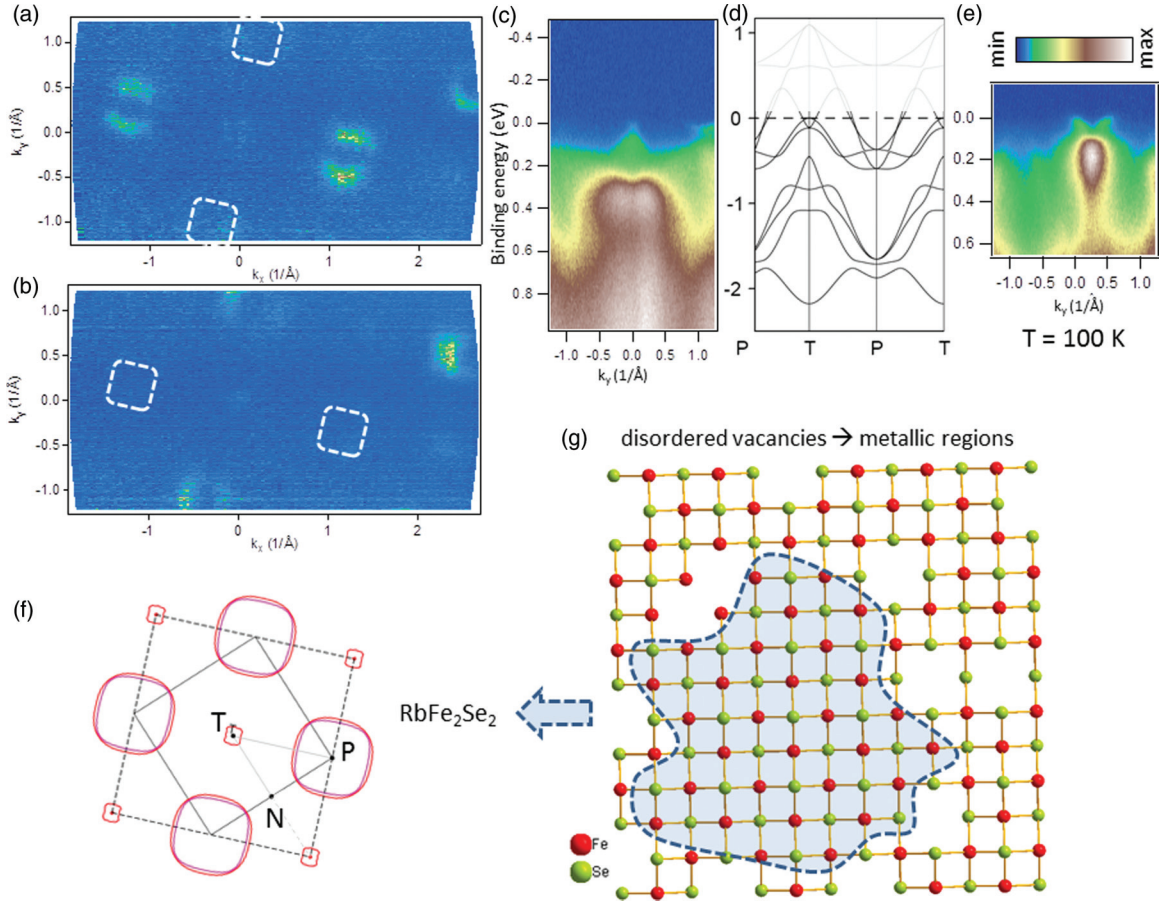 (a)
1.0
0.5
0.0
-0.5
-1.0
ky (1/Å)
-1
0
1
2
kx (1/Å)
(b)
1.0
0.5
0.0
-0.5
-1.0
ky (1/Å)
-1
0
1
2
kx (1/Å)
(c)
-0.4
-0.2
0.0
0.2
0.4
0.6
0.8
Binding energy (eV)
-1.0
-0.5
0.0
0.5
1.0
ky (1/Å)
(d)
1
0
-1
-2
P
T
P
T
(e)
min
max
0.0
0.2
0.4
0.6
-1.0
-0.5
0.0
0.5
1.0
ky (1/Å)
T = 100 K
(f)
T
P
N
RbFe2Se2
(g)
disordered vacancies → metallic regions
Fe
Se